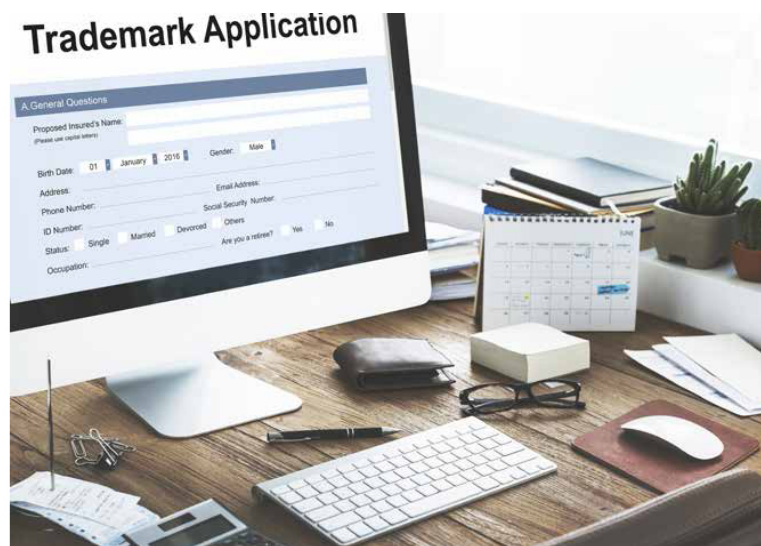 Trademark Application
A.General Questions
Proposed Insured's Name:
(Please use capital letters)
Birth Date: 01 January 2016 Gender: Male
Address:
Phone Number: Email Address:
ID Number: Social Security Number:
Status: Single Married Devorced Others
Occupation: Are you a retiree? Yes No
JUNE